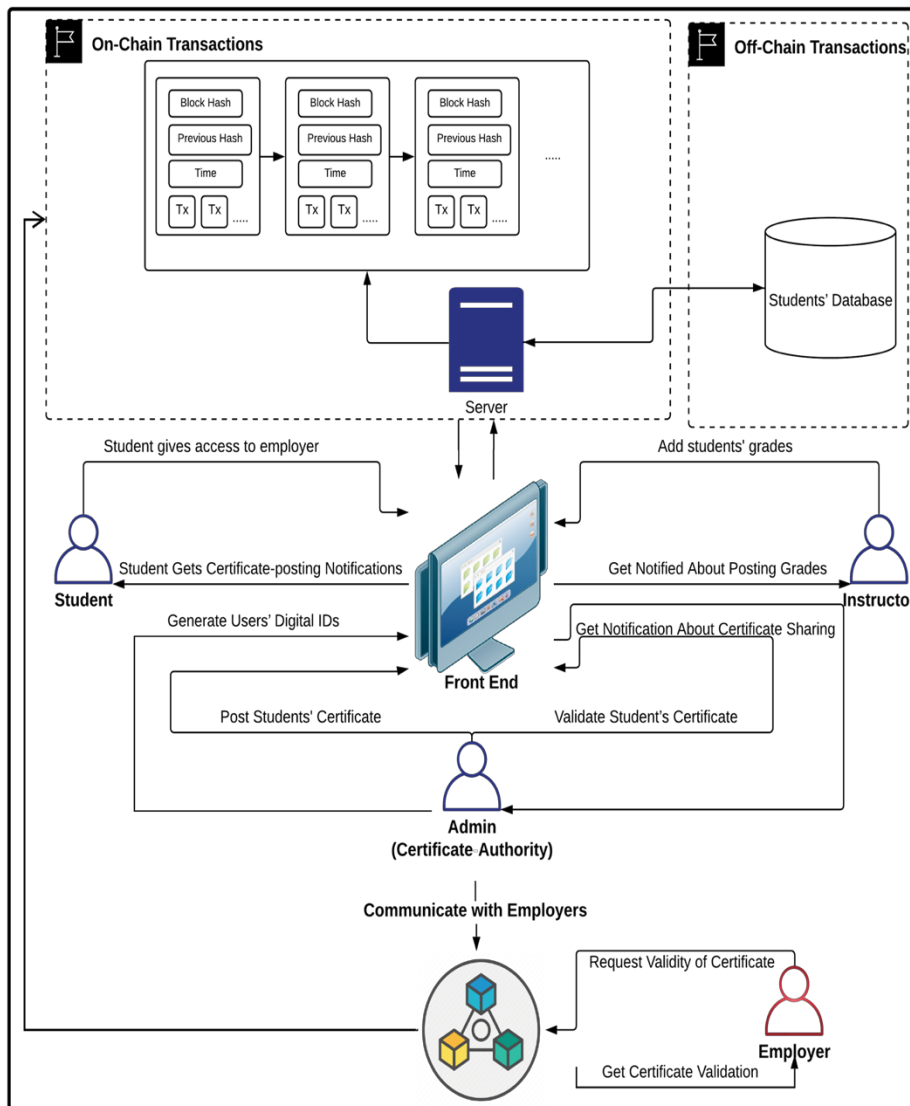 On-Chain Transactions
Off-Chain Transactions
Block Hash
Previous Hash
Time
Tx Tx .....
Block Hash
Previous Hash
Time
Tx Tx .....
Block Hash
Previous Hash
Time
Tx Tx .....
.....
Students' Database
Server
Student gives access to employer
Add students' grades
Student Gets Certificate-posting Notifications
Get Notified About Posting Grades
Student
Instructo
Generate Users' Digital IDs
Get Notification About Certificate Sharing
Front End
Post Students' Certificate
Validate Student's Certificate
Admin
(Certificate Authority)
Communicate with Employers
Request Validity of Certificate
Employer
Get Certificate Validation